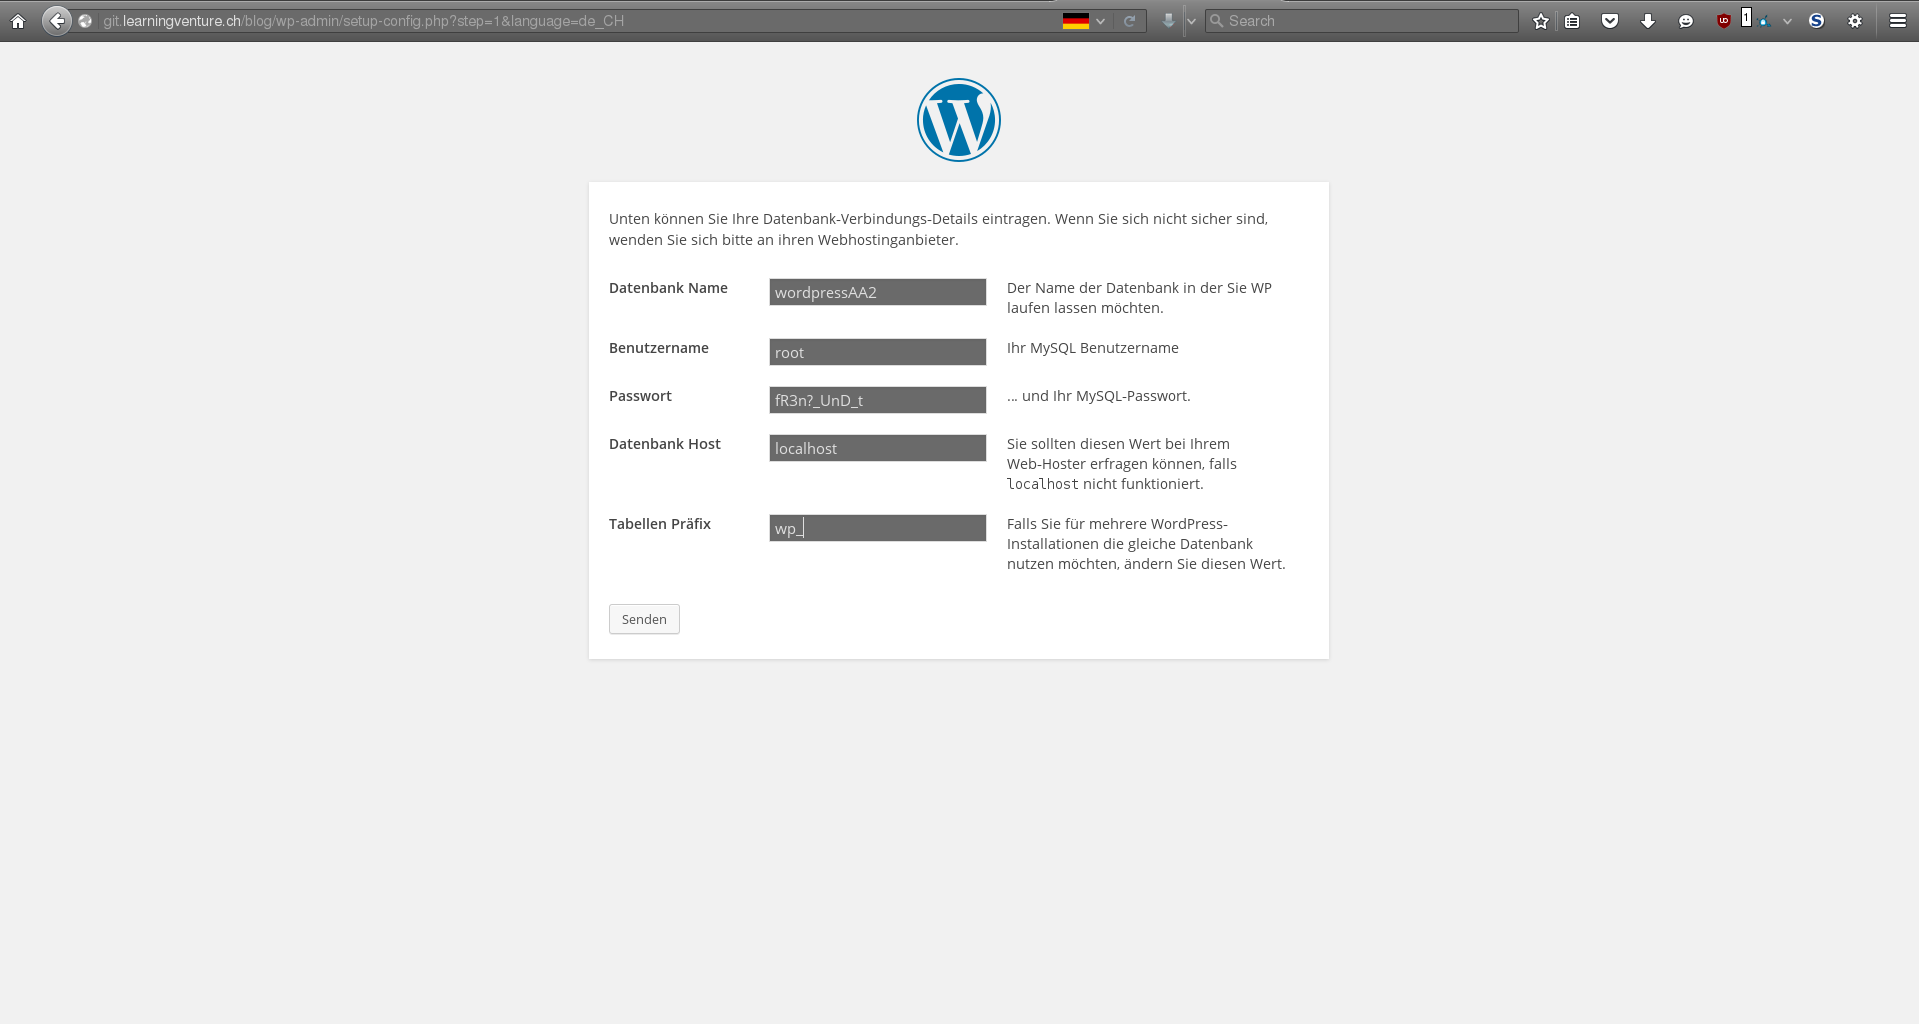 git.learningventure.ch/blog/wp-admin/setup-config.php?step=1&language=de_CH
Search
1
Unten können Sie Ihre Datenbank-Verbindungs-Details eintragen. Wenn Sie sich nicht sicher sind,
wenden Sie sich bitte an ihren Webhostinganbieter.
Datenbank Name
wordpressAA2
Der Name der Datenbank in der Sie WP
laufen lassen möchten.
Benutzername
root
Ihr MySQL Benutzername
Passwort
fR3n?_UnD_t
... und Ihr MySQL-Passwort.
Datenbank Host
localhost
Sie sollten diesen Wert bei Ihrem
Web-Hoster erfragen können, falls
localhost nicht funktioniert.
Tabellen Präfix
wp_
Falls Sie für mehrere WordPress-
Installationen die gleiche Datenbank
nutzen möchten, ändern Sie diesen Wert.
Senden